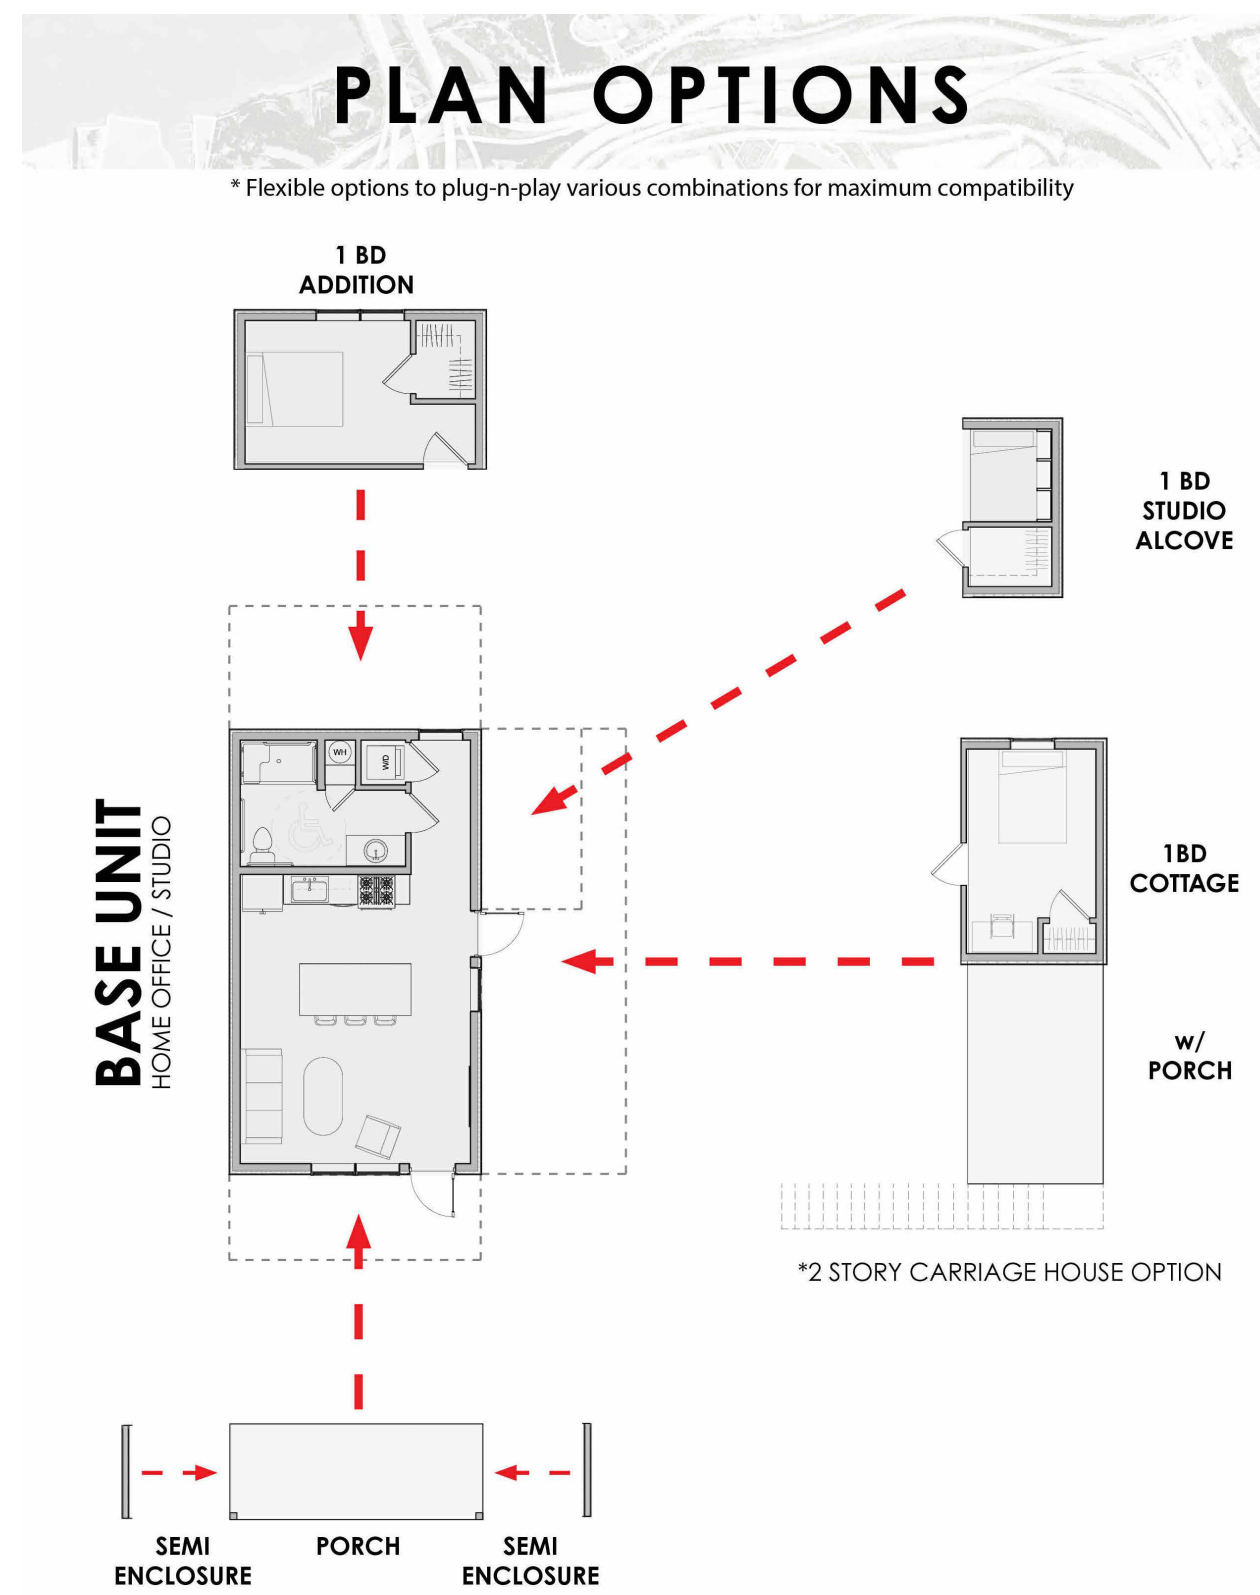 PLAN OPTIONS
* Flexible options to plug-n-play various combinations for maximum compatibility
1 BD
ADDITION
1 BD
STUDIO
ALCOVE
WH
W/D
BASE UNIT
HOME OFFICE / STUDIO
1BD
COTTAGE
w/
PORCH
*2 STORY CARRIAGE HOUSE OPTION
SEMI
ENCLOSURE
PORCH
SEMI
ENCLOSURE